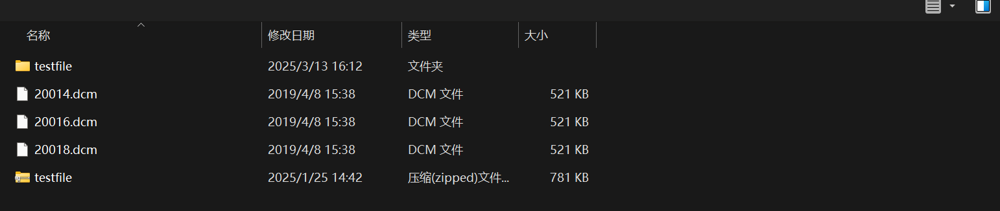 名称 修改日期 类型 大小
testfile 2025/3/13 16:12 文件夹
20014.dcm 2019/4/8 15:38 DCM 文件 521 KB
20016.dcm 2019/4/8 15:38 DCM 文件 521 KB
20018.dcm 2019/4/8 15:38 DCM 文件 521 KB
testfile 2025/1/25 14:42 压缩(zipped)文件... 781 KB